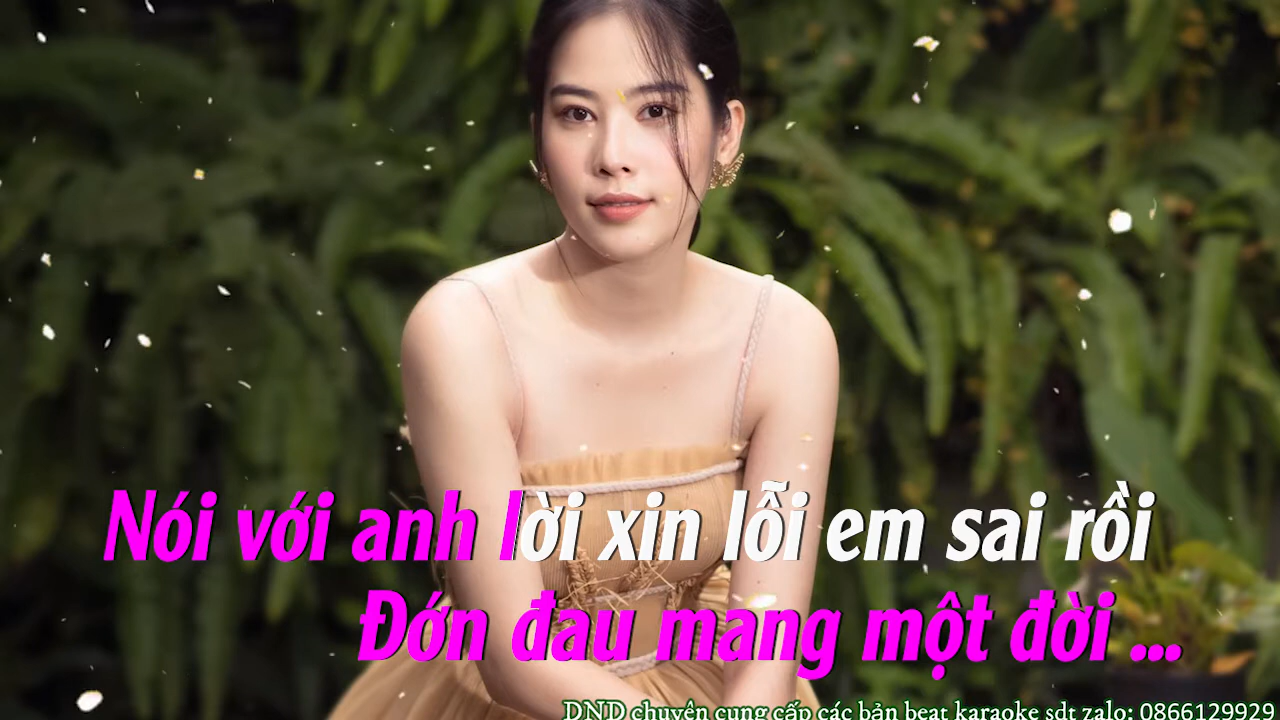 Nói với anh lời xin lỗi em sai rồi
Đớn đau mang một đời ...
DND chuyên cung cấp các bản beat karaoke sdt zalo: 0866129929